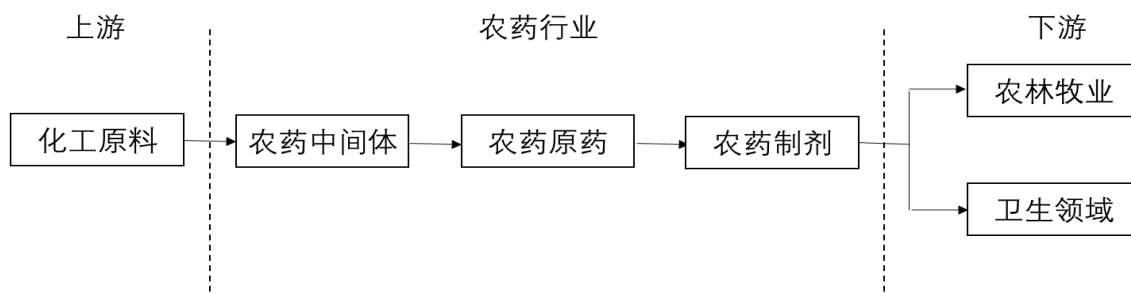 上游
农药行业
下游
化工原料
农药中间体
农药原药
农药制剂
农林牧业
卫生领域